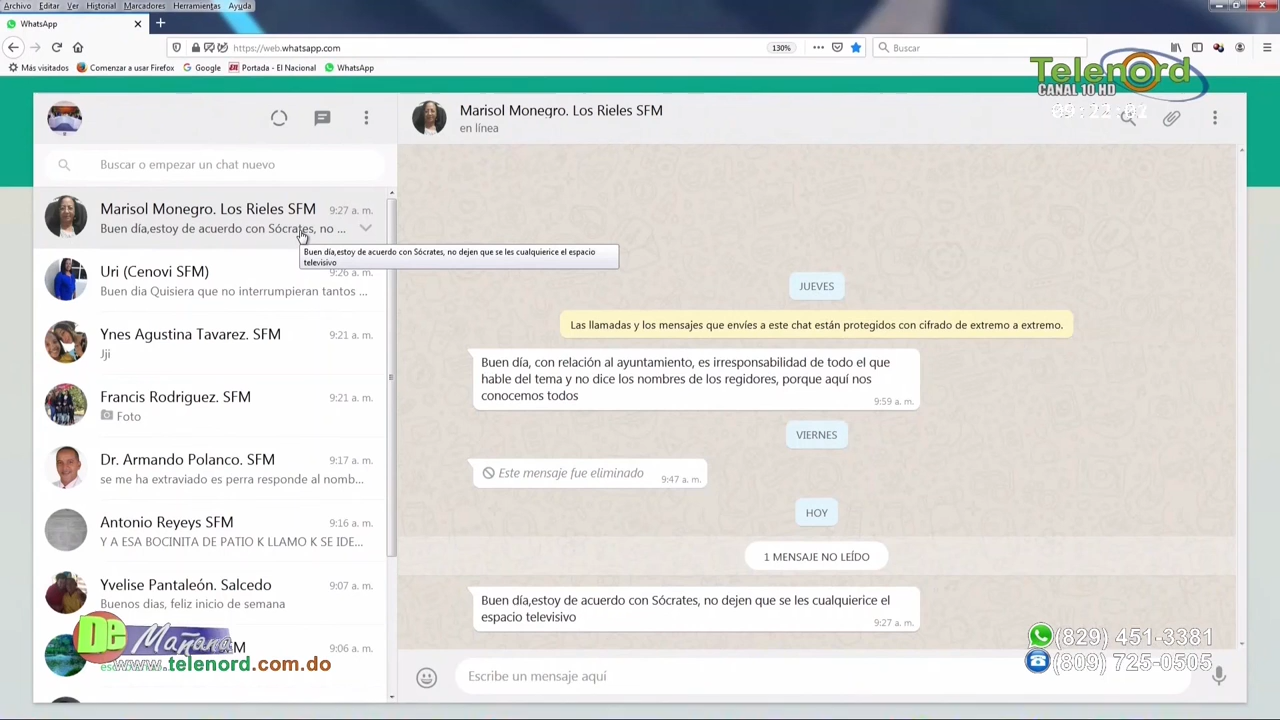 Archivo Editar Ver Historial Marcadores Herramientas Ayuda
WhatsApp
https://web.whatsapp.com
130%
Buscar
Más visitados Comenzar a usar Firefox Google Portada - El Nacional WhatsApp
Telenord
CANAL 10 HD
Buscar o empezar un chat nuevo
Marisol Monegro. Los Rieles SFM 9:27 a. m.
Buen día,estoy de acuerdo con Sócrates, no ...
Buen día,estoy de acuerdo con Sócrates, no dejen que se les cualquierice el espacio
televisivo
Uri (Cenovi SFM) 9:26 a. m.
Buen dia Quisiera que no interrumpieran tantos ...
Ynes Agustina Tavarez. SFM 9:21 a. m.
Jji
Francis Rodriguez. SFM 9:21 a. m.
Foto
Dr. Armando Polanco. SFM 9:17 a. m.
se me ha extraviado es perra responde al nomb...
Antonio Reyeys SFM 9:16 a. m.
Y A ESA BOCINITA DE PATIO K LLAMO K SE IDE...
Yvelise Pantaleón. Salcedo 9:07 a. m.
Buenos dias, feliz inicio de semana
9:06 a. m.
De Mañana
www.telenord.com.do
Marisol Monegro. Los Rieles SFM
en línea
JUEVES
Las llamadas y los mensajes que envíes a este chat están protegidos con cifrado de extremo a extremo.
Buen día, con relación al ayuntamiento, es irresponsabilidad de todo el que
hable del tema y no dice los nombres de los regidores, porque aquí nos
conocemos todos
9:59 a. m.
VIERNES
Este mensaje fue eliminado 9:47 a. m.
HOY
1 MENSAJE NO LEÍDO
Buen día,estoy de acuerdo con Sócrates, no dejen que se les cualquierice el
espacio televisivo
9:27 a. m.
Escribe un mensaje aquí
(829) 451-3381
(809) 725-0505